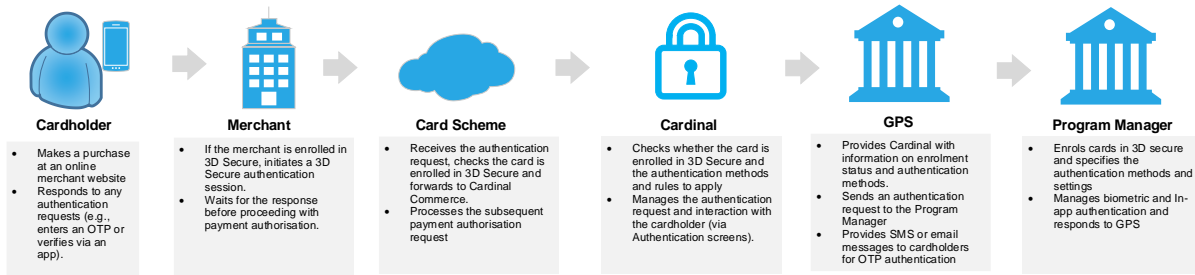 Cardholder
• Makes a purchase
at an online
merchant website
• Responds to any
authentication
requests (e.g.,
enters an OTP or
verifies via an
app).
Merchant
• If the merchant is enrolled in
3D Secure, initiates a 3D
Secure authentication
session.
• Waits for the response
before proceeding with
payment authorisation.
Card Scheme
• Receives the authentication
request, checks the card is
enrolled in 3D Secure and
forwards to Cardinal
Commerce.
• Processes the subsequent
payment authorisation
request
Cardinal
• Checks whether the card is
enrolled in 3D Secure and
the authentication methods
and rules to apply
• Manages the authentication
request and interaction with
the cardholder (via
Authentication screens).
GPS
• Provides Cardinal with
information on enrolment
status and authentication
methods.
• Sends an authentication
request to the Program
Manager
• Provides SMS or email
messages to cardholders
for OTP authentication
Program Manager
• Enrols cards in 3D secure
and specifies the
authentication methods and
settings
• Manages biometric and In-
app authentication and
responds to GPS